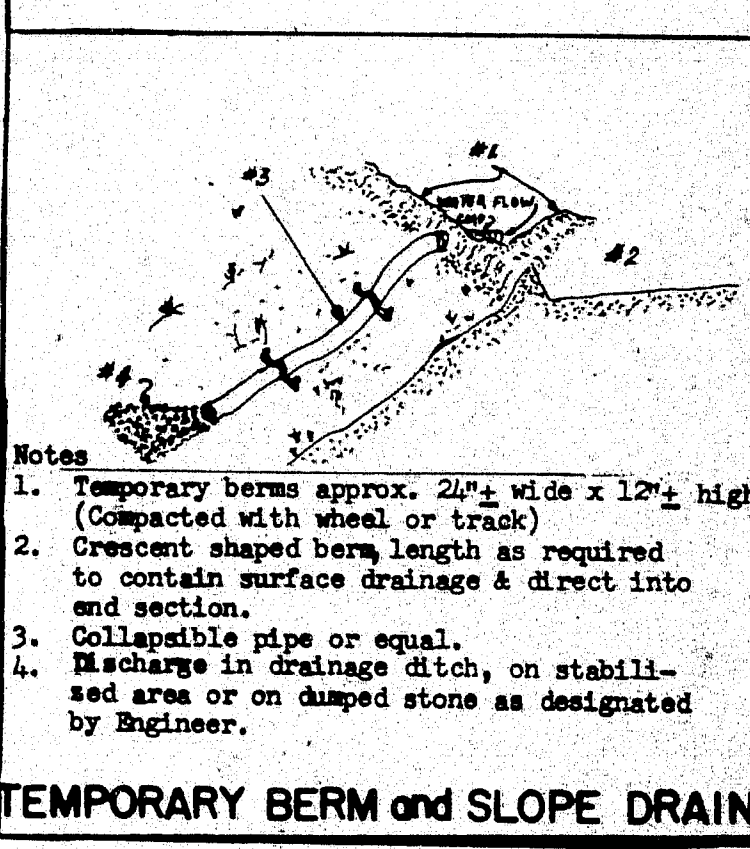 #1
#3
WATER FLOW
#2
#4
Notes
1. Temporary berms approx. 24"± wide x 12"± high
(Compacted with wheel or track)
2. Crescent shaped berm, length as required
to contain surface drainage & direct into
end section.
3. Collapsible pipe or equal.
4. Discharge in drainage ditch, on stabili-
zed area or on dumped stone as designated
by Engineer.
TEMPORARY BERM and SLOPE DRAIN